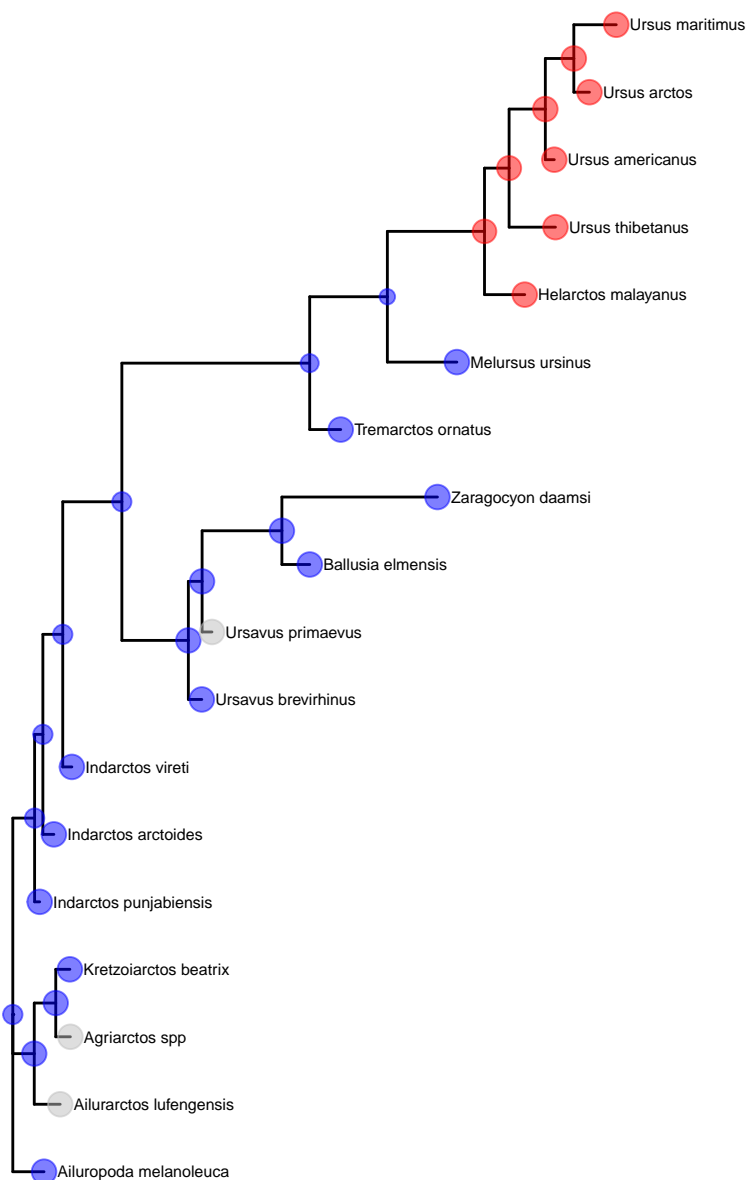 Ursus maritimus
Ursus arctos
Ursus americanus
Ursus thibetanus
Helarctos malayanus
Melursus ursinus
Tremarctos ornatus
Zaragocyon daamsi
Ballusia elmensis
Ursavus primaevus
Ursavus brevirhinus
Indarctos vireti
Indarctos arctoides
Indarctos punjabiensis
Kretzoiarctos beatrix
Agriarctos spp
Ailurarctos lufengensis
Ailuropoda melanoleuca